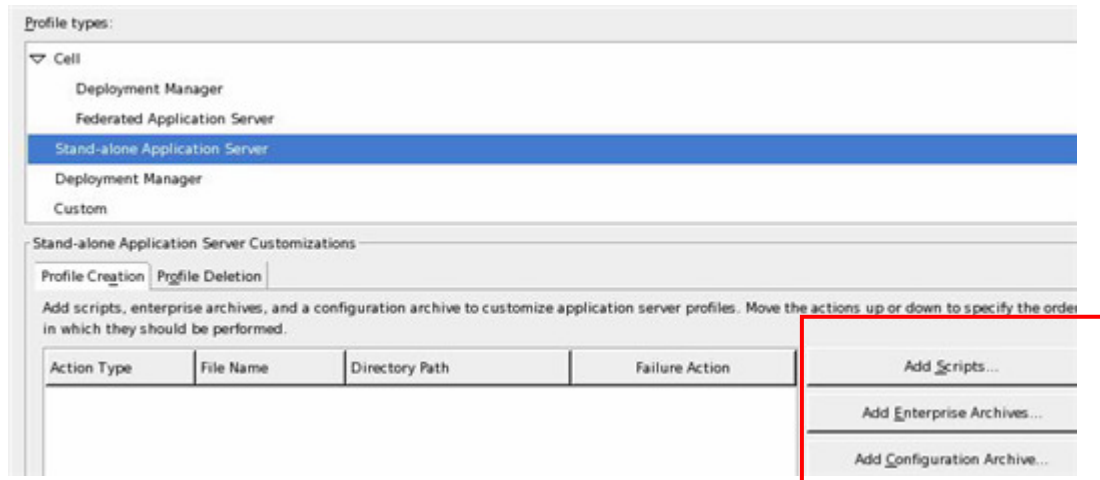 Profile types:
Cell
Deployment Manager
Federated Application Server
Stand-alone Application Server
Deployment Manager
Custom
Stand-alone Application Server Customizations
Profile Creation Profile Deletion
Add scripts, enterprise archives, and a configuration archive to customize application server profiles. Move the actions up or down to specify the order
in which they should be performed.
Action Type File Name Directory Path Failure Action Add Scripts...
Add Enterprise Archives...
Add Configuration Archive...